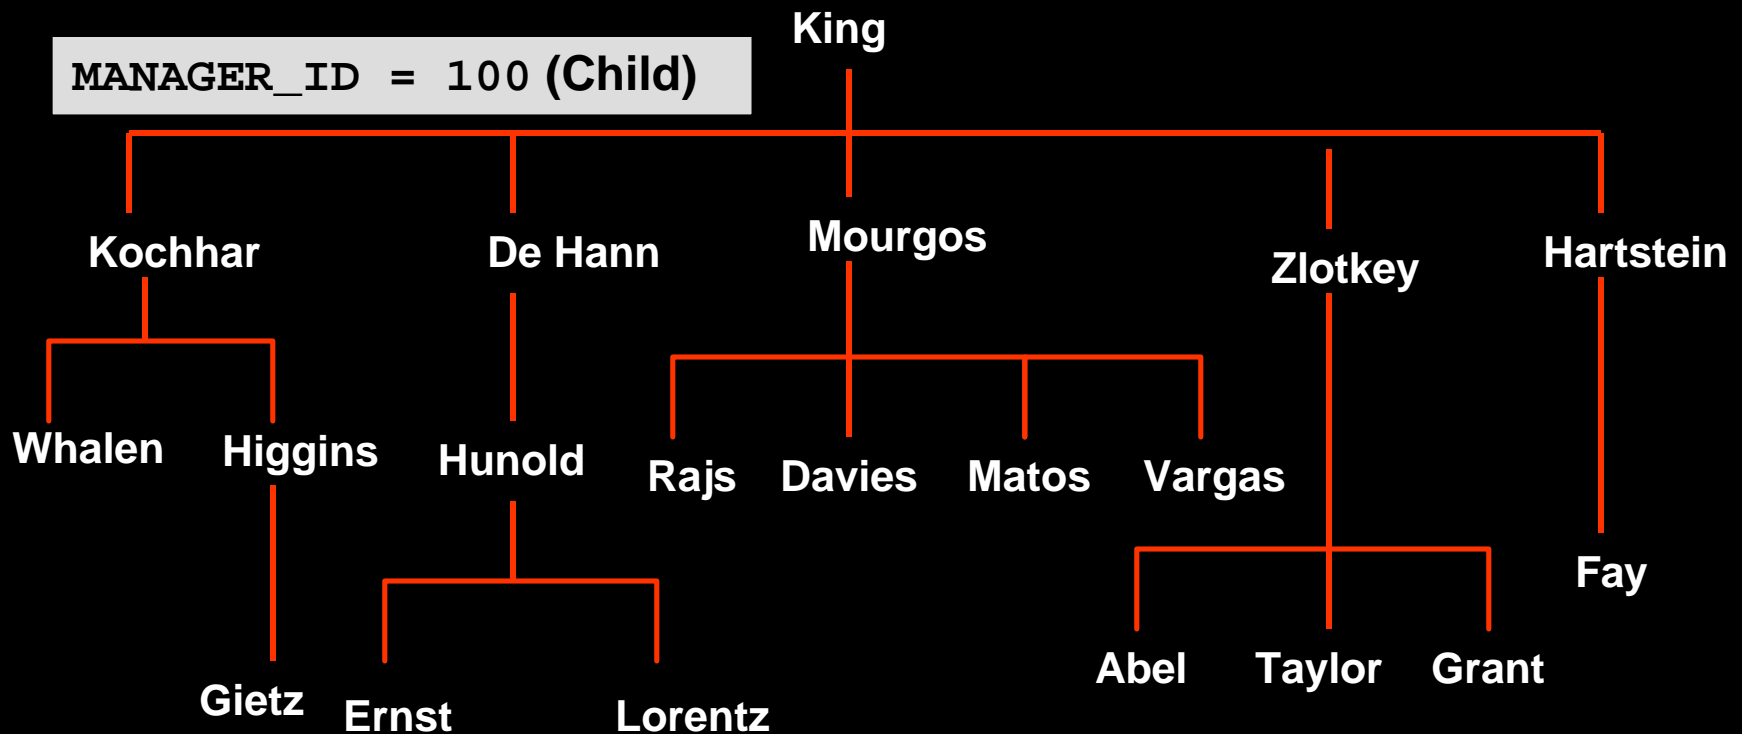 King
MANAGER_ID = 100 (Child)
Kochhar De Hann Mourgos Zlotkey Hartstein
Whalen Higgins Hunold Rajs Davies Matos Vargas
Fay
Gietz Ernst Lorentz Abel Taylor Grant